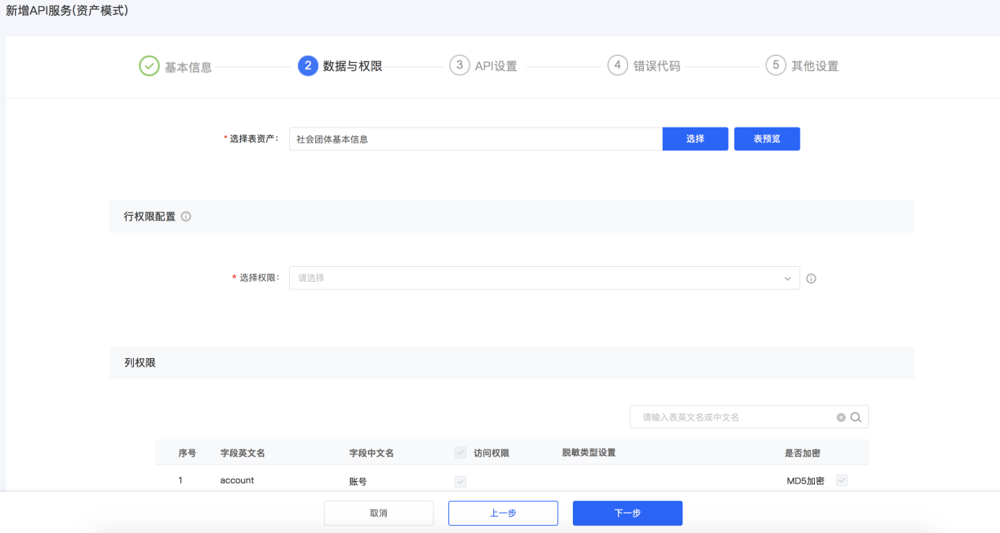 新增API服务(资产模式)
基本信息 2 数据与权限 3 API设置 4 错误代码 5 其他设置
* 选择表资产: 社会团体基本信息 选择 表预览
行权限配置
* 选择权限: 请选择
列权限
请输入表英文名或中文名
序号 字段英文名 字段中文名 访问权限 脱敏类型设置 是否加密
1 account 账号 MD5加密
取消 上一步 下一步